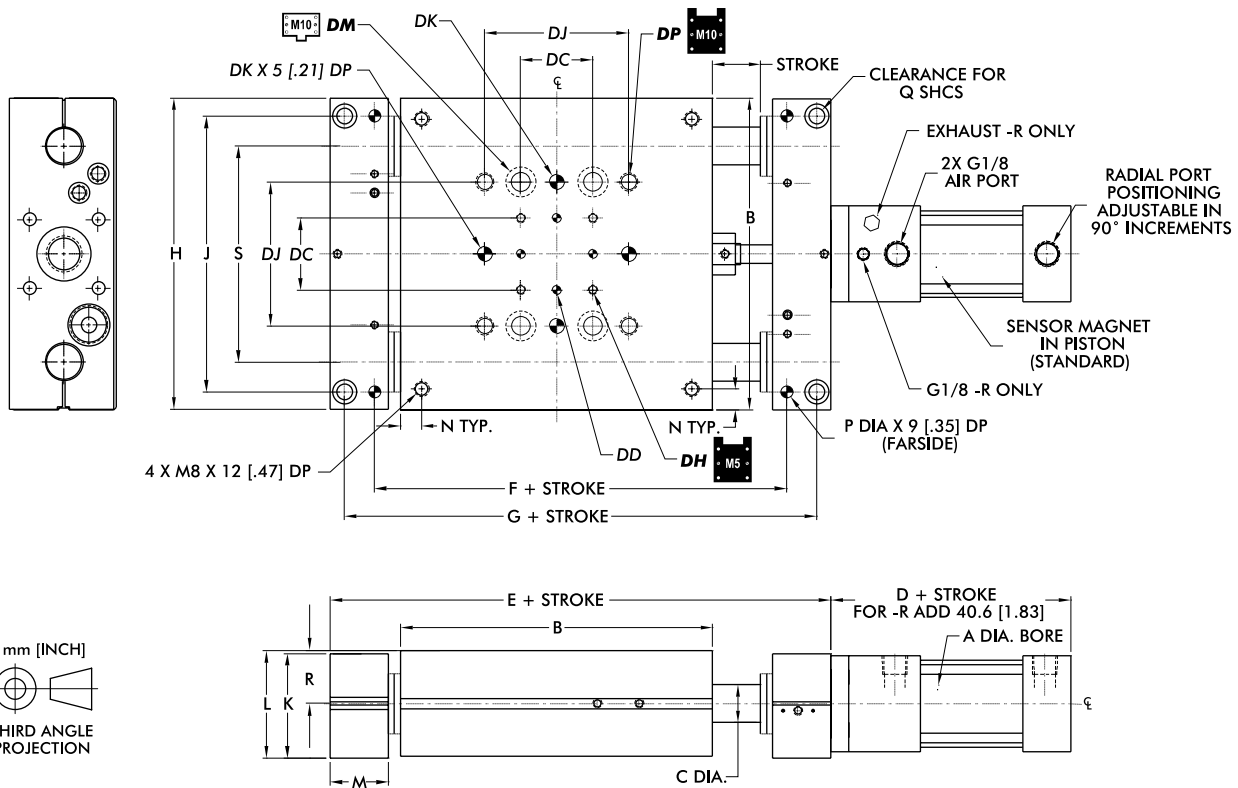 M10 DM
DK
DJ
DP M10
DC
STROKE
DK X 5 [.21] DP
℄
CLEARANCE FOR
Q SHCS
EXHAUST -R ONLY
2X G1/8
AIR PORT
RADIAL PORT
POSITIONING
ADJUSTABLE IN
90° INCREMENTS
B
H
J
S
DJ
DC
SENSOR MAGNET
IN PISTON
(STANDARD)
G1/8 -R ONLY
N TYP.
N TYP.
P DIA X 9 [.35] DP
(FARSIDE)
4 X M8 X 12 [.47] DP
DD
DH M5
F + STROKE
G + STROKE
E + STROKE
D + STROKE
FOR -R ADD 40.6 [1.83]
B
A DIA. BORE
mm [INCH]
R
L
K
℄
HIRD ANGLE
PROJECTION
M
C DIA.